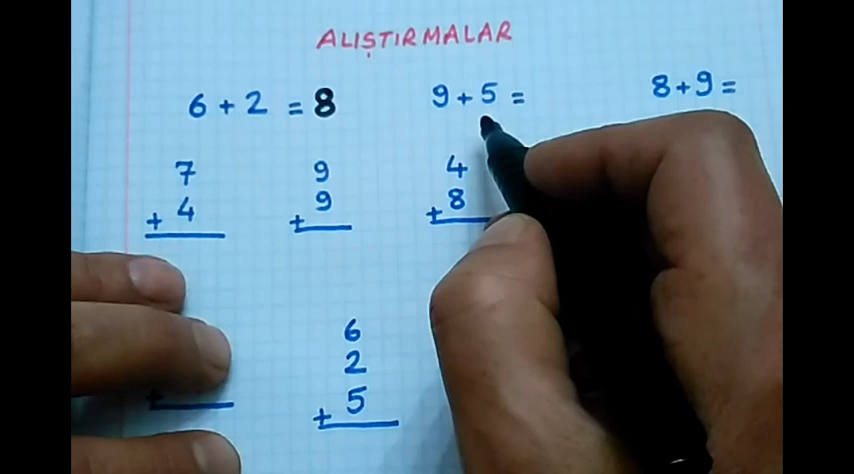 ALIŞTIRMALAR
6 + 2 = 8
9 + 5 =
8 + 9 =
7
+ 4
9
+ 9
4
+ 8
+
6
2
+ 5